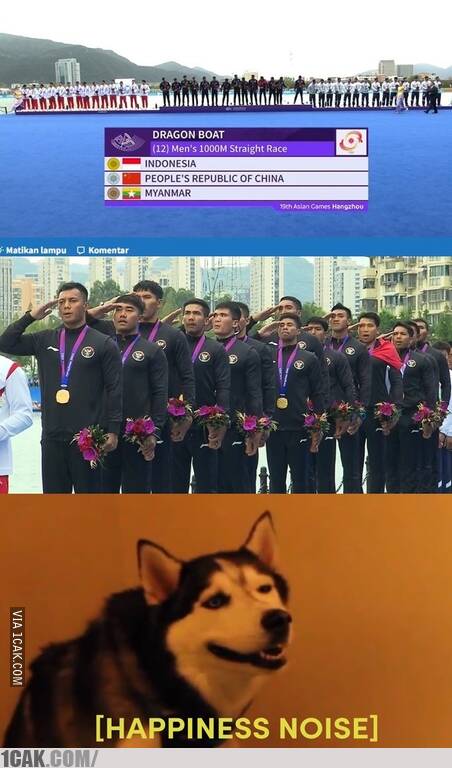 DRAGON BOAT
(12) Men's 1000M Straight Race
INDONESIA
PEOPLE'S REPUBLIC OF CHINA
MYANMAR
19th Asian Games Hangzhou
Matikan lampu Komentar
VIA 1CAK.COM
[HAPPINESS NOISE]
1CAK.COM/